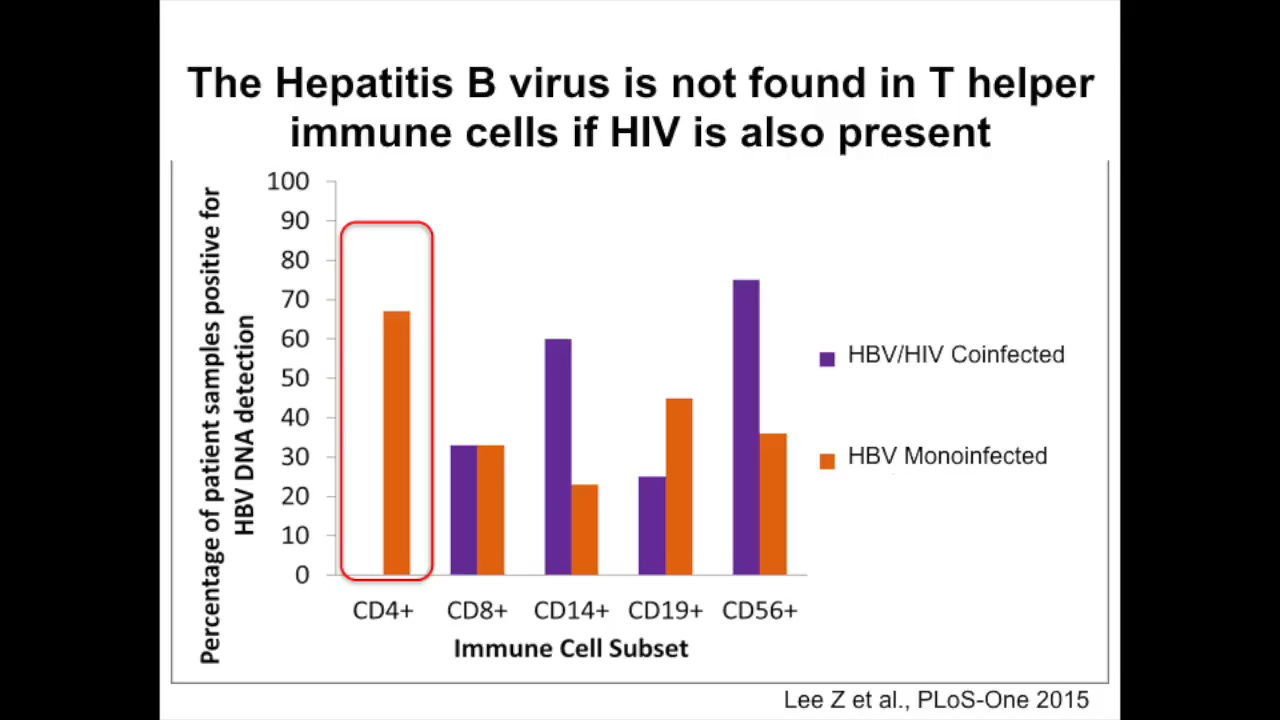 The Hepatitis B virus is not found in T helper
immune cells if HIV is also present
Percentage of patient samples positive for
HBV DNA detection
100
90
80
70
60
50
40
30
20
10
0
CD4+ CD8+ CD14+ CD19+ CD56+
Immune Cell Subset
HBV/HIV Coinfected
HBV Monoinfected
Lee Z et al., PLoS-One 2015